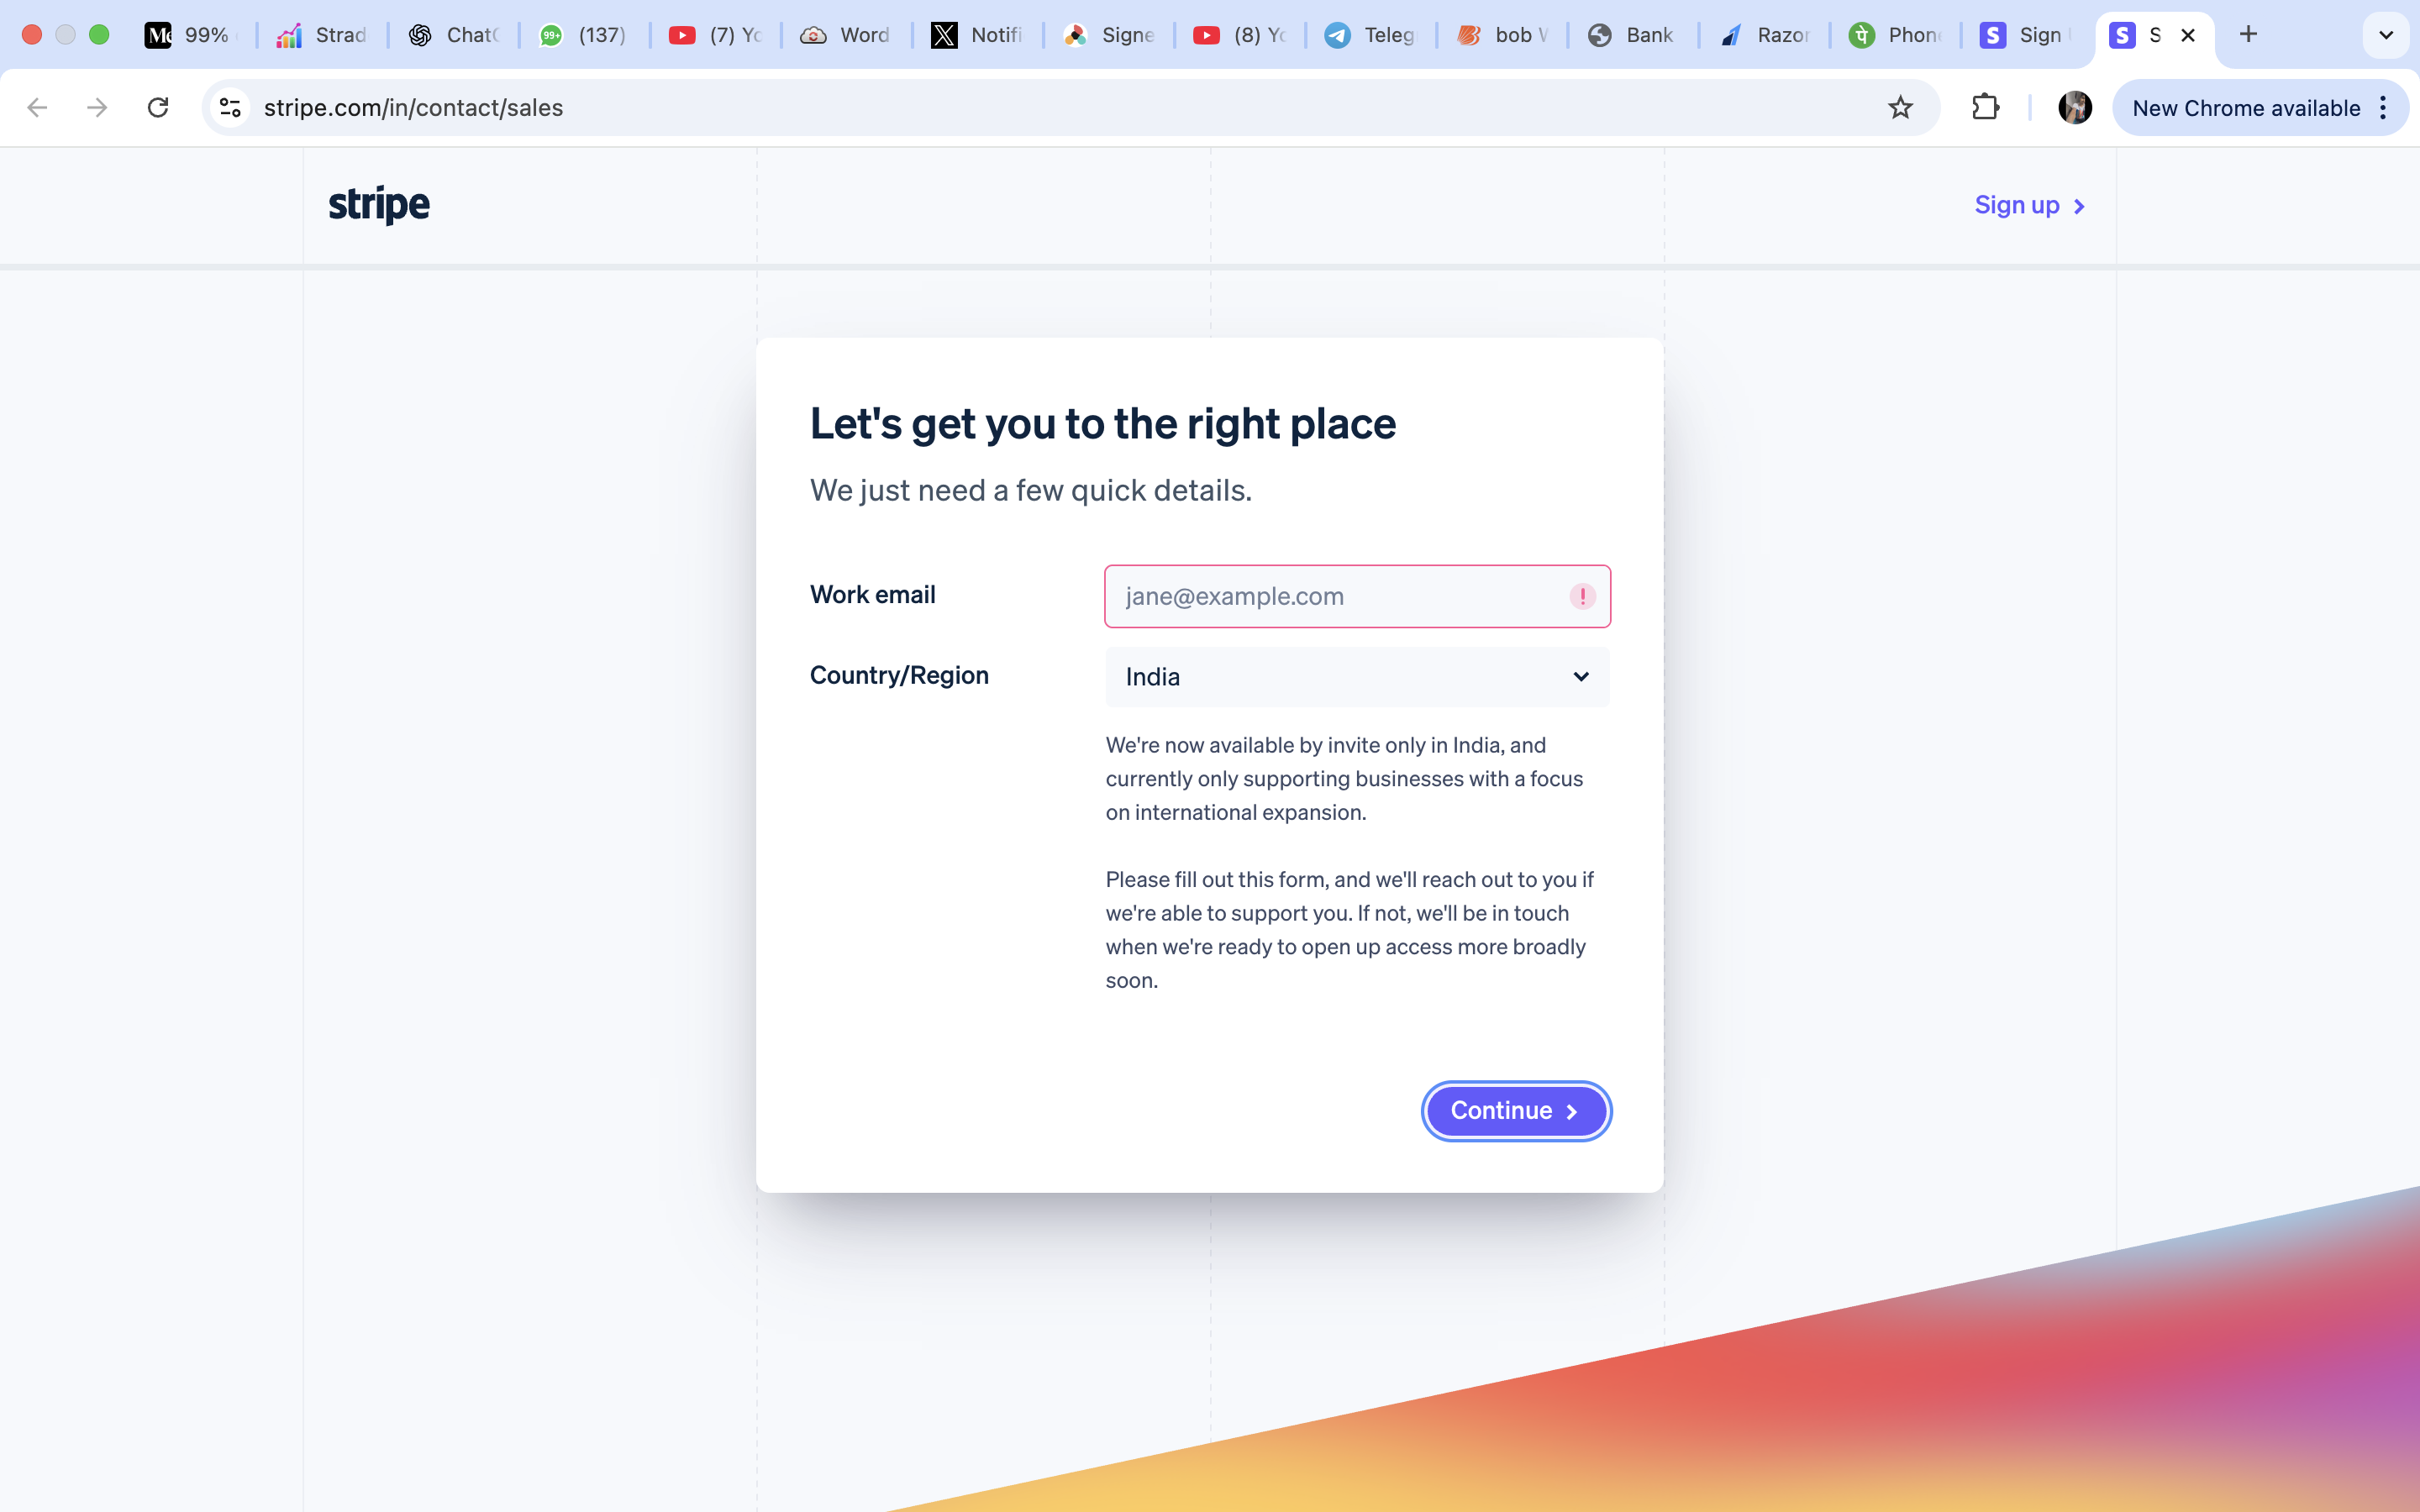 99%
Strad
Chat
(137)
(7) Yo
Word
Notifi
Signe
(8) Yo
Teleg
bob
Bank
Razor
Phon
Sign
S
stripe.com/in/contact/sales
New Chrome available
stripe
Sign up
Let's get you to the right place
We just need a few quick details.
Work email
jane@example.com
Country/Region
India
We're now available by invite only in India, and
currently only supporting businesses with a focus
on international expansion.
Please fill out this form, and we'll reach out to you if
we're able to support you. If not, we'll be in touch
when we're ready to open up access more broadly
soon.
Continue